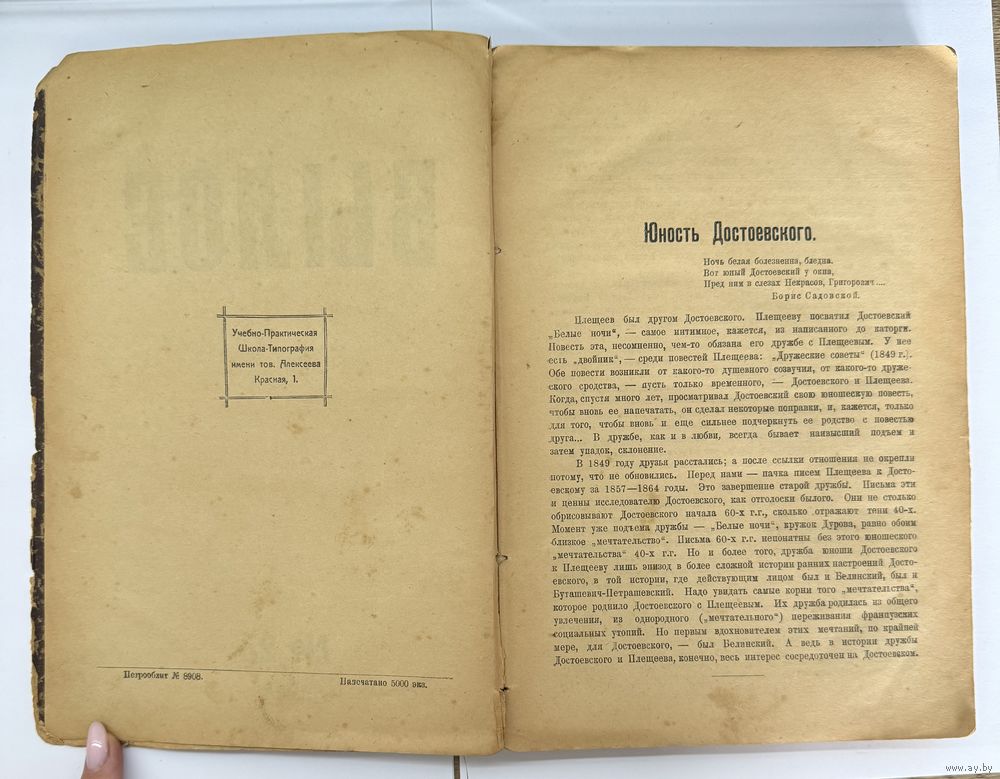 Учебно-Практическая
Школа-Типография
имени тов. Алексеева
Красная, 1.
Петрооблит № 8908.
Напечатано 5000 экз.
Юность Достоевского.
Ночь белая болезненна, бледна.
Вот юный Достоевский у окна,
Пред ним в слезах Некрасов, Григорович....
Борис Садовской.
Плещеев был другом Достоевского. Плещееву посвятил Достоевский
„Белые ночи“, — самое интимное, кажется, из написанного до каторги.
Повесть эта, несомненно, чем-то обязана его дружбе с Плещеевым. У нее
есть „двойник“, — среди повестей Плещеева: „Дружеские советы“ (1849 г.).
Обе повести возникли от какого-то душевного созвучия, от какого-то друже-
ского сродства, — пусть только временного, — Достоевского и Плещеева.
Когда, спустя много лет, просматривал Достоевский свою юношескую повесть,
чтобы вновь ее напечатать, он сделал некоторые поправки, и, кажется, только
для того, чтобы вновь и еще сильнее подчеркнуть ее родство с повестью
друга... В дружбе, как и в любви, всегда бывает наивысший подъем и
затем упадок, склонение.
В 1849 году друзья расстались; а после ссылки отношения не окрепли
потому, что не обновились. Перед нами — пачка писем Плещеева к Досто-
евскому за 1857—1864 годы. Это завершение старой дружбы. Письма эти
и ценны исследователю Достоевского, как отголоски былого. Они не столько
обрисовывают Достоевского начала 60-х г.г., сколько отражают тени 40-х.
Момент уже подъема дружбы — „Белые ночи“, кружок Дурова, равно обоим
близкое „мечтательство“. Письма 60-х г.г. непонятны без этого юношеского
„мечтательства“ 40-х г.г. Но и более того, дружба юноши Достоевского
к Плещееву лишь эпизод в более сложной истории ранних настроений Досто-
евского, в той истории, где действующим лицом был и Белинский, был и
Буташевич-Петрашевский. Надо увидать самые корни того „мечтательства“,
которое роднило Достоевского с Плещеевым. Их дружба родилась из общего
увлечения, из однородного („мечтательного“) переживания французских
социальных утопий. Но первым вдохновителем этих мечтаний, по крайней
мере, для Достоевского, — был Белинский. А ведь в истории дружбы
Достоевского и Плещеева, конечно, весь интерес сосредоточен на Достоевском.
www.ay.by